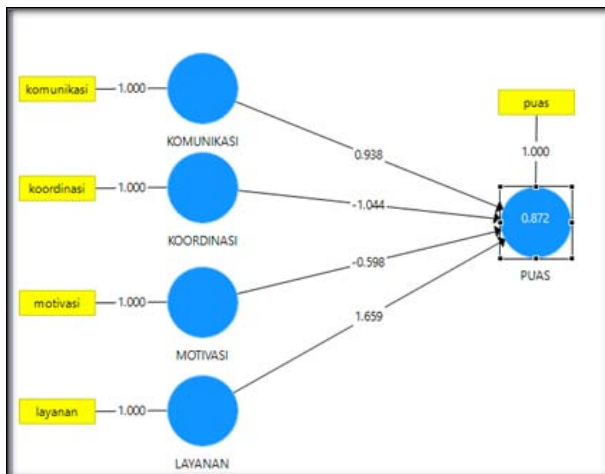 komunikasi
1.000
KOMUNIKASI
puas
1.000
0.938
koordinasi
1.000
KOORDINASI
-1.044
0.872
PUAS
-0.598
motivasi
1.000
MOTIVASI
1.659
layanan
1.000
LAYANAN